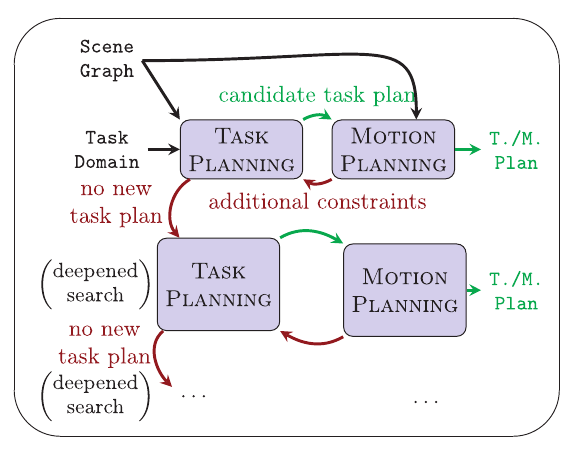 Scene
Graph
candidate task plan
Task
Domain
TASK
PLANNING
MOTION
PLANNING
T./M.
Plan
no new
task plan
additional constraints
(deepened
search)
TASK
PLANNING
MOTION
PLANNING
T./M.
Plan
no new
task plan
(deepened
search)
...
...